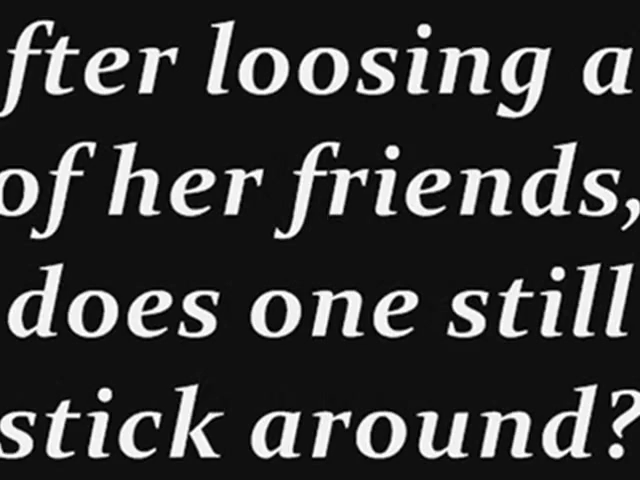 fter loosing a
of her friends,
does one still
stick around?